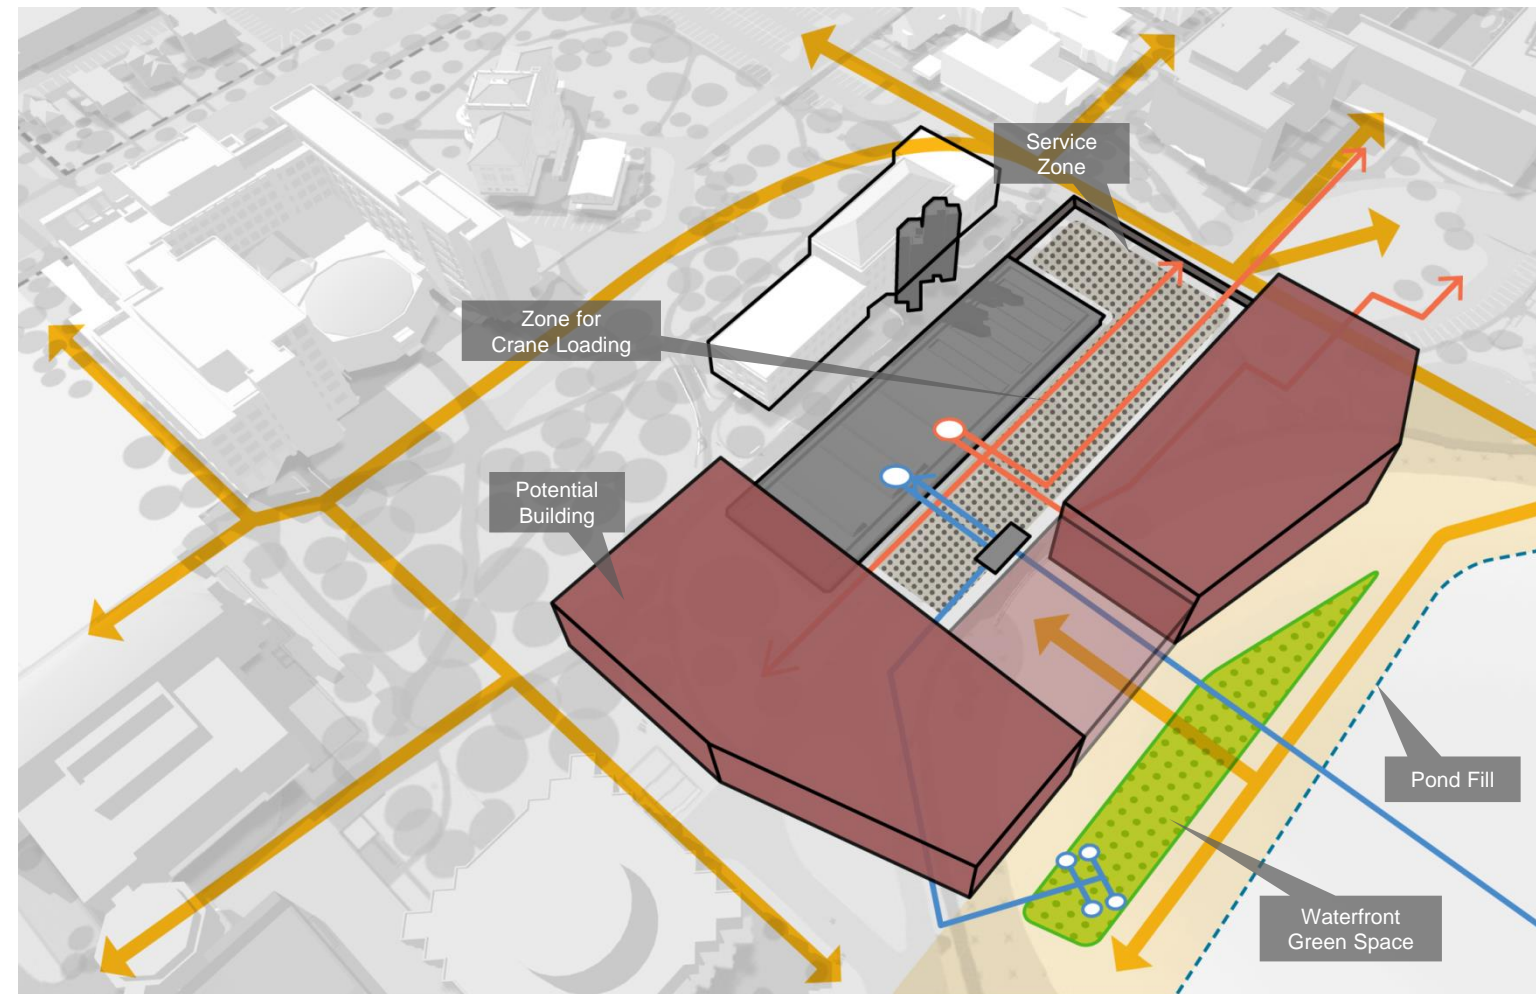 Service
Zone
Zone for
Crane Loading
Potential
Building
Pond Fill
Waterfront
Green Space